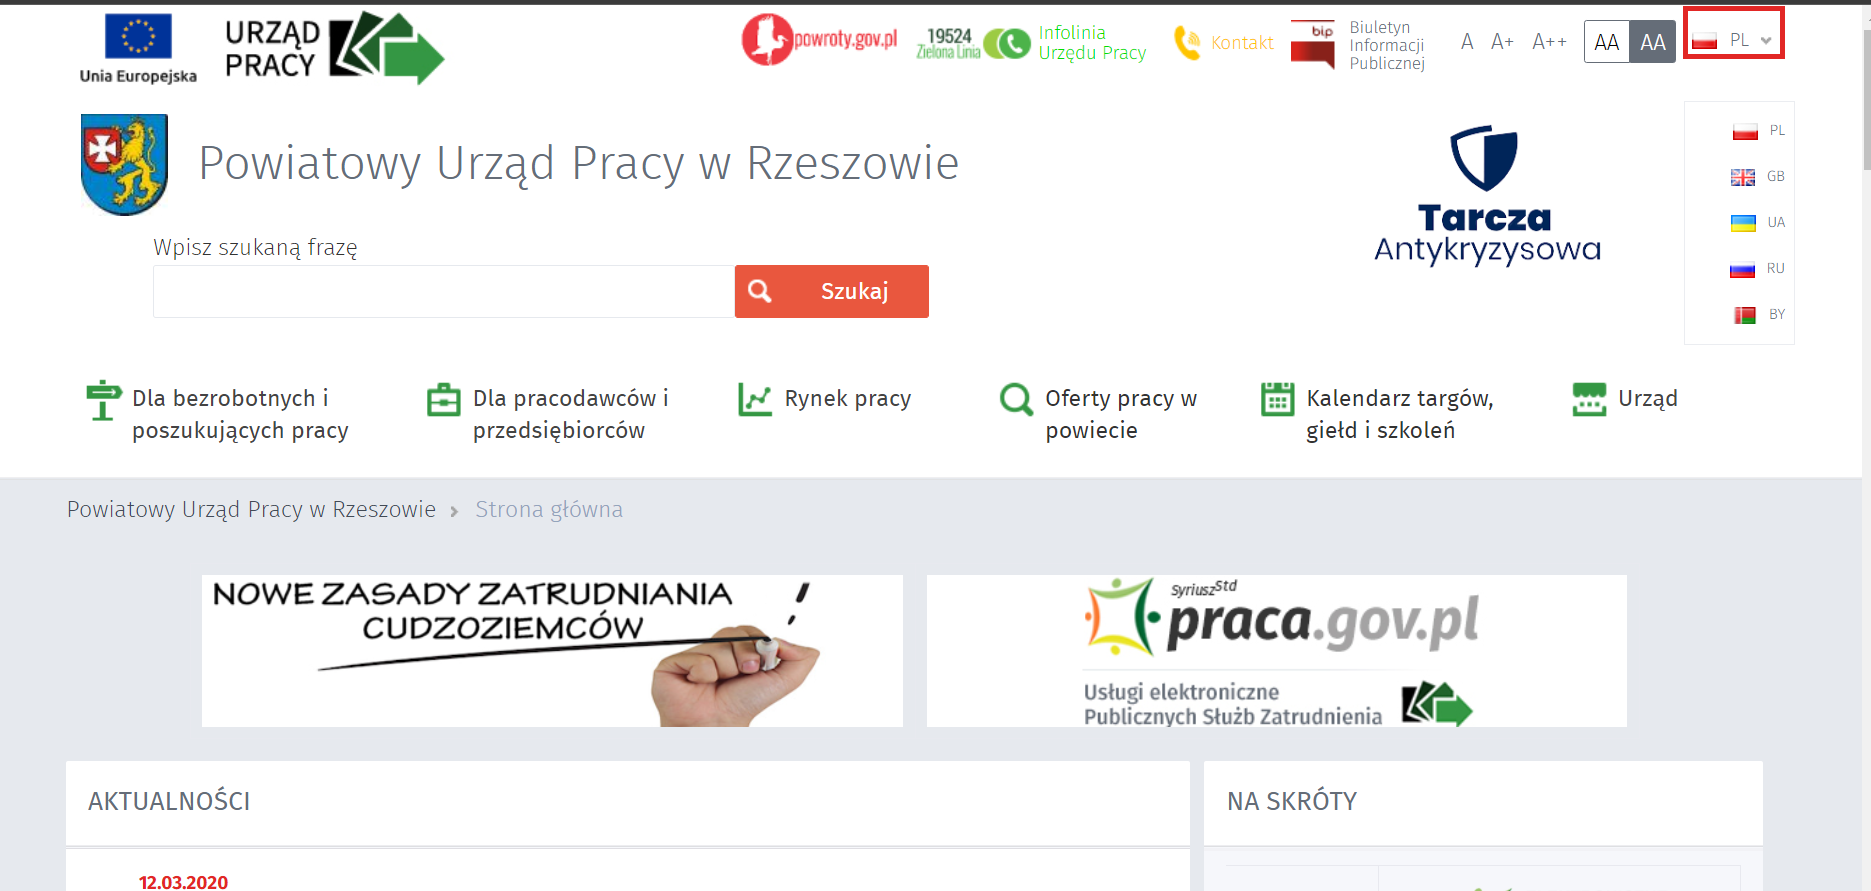 Unia Europejska
URZĄD
PRACY
powroty.gov.pl
19524
Zielona Linia
Infolinia
Urzędu Pracy
Kontakt
bip
Biuletyn
Informacji
Publicznej
A A+ A++ AA AA
PL
Powiatowy Urząd Pracy w Rzeszowie
Tarcza
Antykryzysowa
PL
GB
UA
RU
BY
Wpisz szukaną frazę
Szukaj
Dla bezrobotnych i
poszukujących pracy
Dla pracodawców i
przedsiębiorców
Rynek pracy
Oferty pracy w
powiecie
Kalendarz targów,
giełd i szkoleń
Urząd
Powiatowy Urząd Pracy w Rzeszowie › Strona główna
NOWE ZASADY ZATRUDNIANIA
CUDZOZIEMCÓW !
SyriuszStd
praca.gov.pl
Usługi elektroniczne
Publicznych Służb Zatrudnienia
AKTUALNOŚCI
NA SKRÓTY
12.03.2020